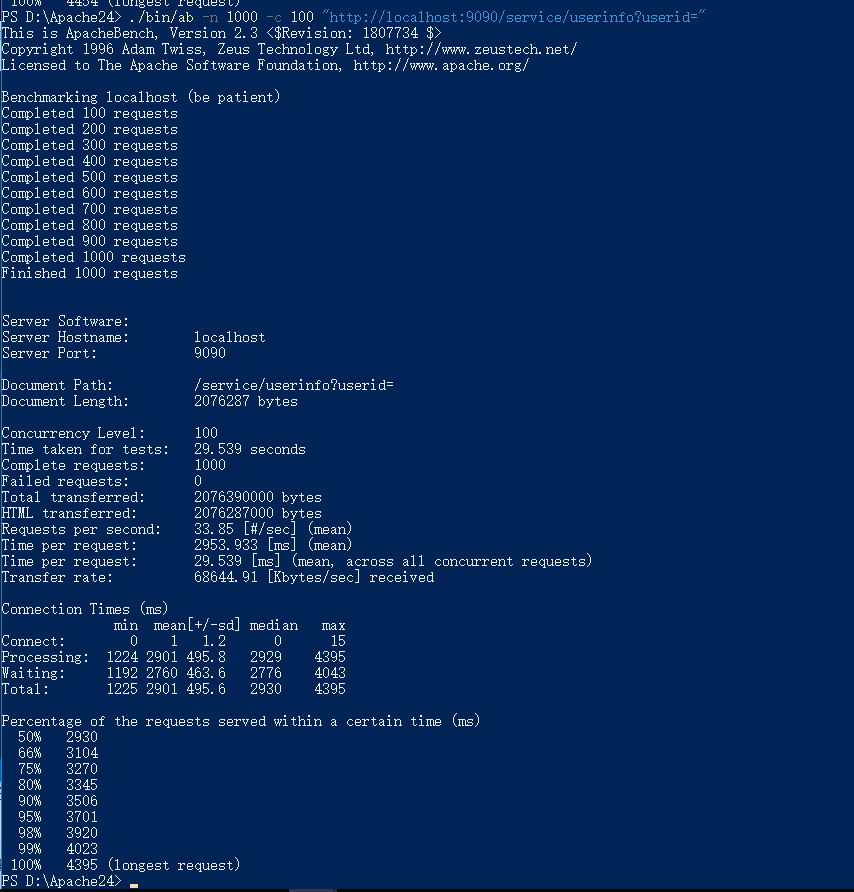 100%   4454 (longest request)
PS D:\Apache24> ./bin/ab -n 1000 -c 100 "http://localhost:9090/service/userinfo?userid="
This is ApacheBench, Version 2.3 <$Revision: 1807734 $>
Copyright 1996 Adam Twiss, Zeus Technology Ltd, http://www.zeustech.net/
Licensed to The Apache Software Foundation, http://www.apache.org/
Benchmarking localhost (be patient)
Completed 100 requests
Completed 200 requests
Completed 300 requests
Completed 400 requests
Completed 500 requests
Completed 600 requests
Completed 700 requests
Completed 800 requests
Completed 900 requests
Completed 1000 requests
Finished 1000 requests
Server Software:
Server Hostname:        localhost
Server Port:            9090
Document Path:          /service/userinfo?userid=
Document Length:        2076287 bytes
Concurrency Level:      100
Time taken for tests:   29.539 seconds
Complete requests:      1000
Failed requests:        0
Total transferred:      2076390000 bytes
HTML transferred:       2076287000 bytes
Requests per second:    33.85 [#/sec] (mean)
Time per request:       2953.933 [ms] (mean)
Time per request:       29.539 [ms] (mean, across all concurrent requests)
Transfer rate:          68644.91 [Kbytes/sec] received
Connection Times (ms)
              min  mean[+/-sd] median   max
Connect:        0    1   1.2      0      15
Processing:  1224 2901 495.8   2929    4395
Waiting:     1192 2760 463.6   2776    4043
Total:       1225 2901 495.6   2930    4395
Percentage of the requests served within a certain time (ms)
  50%   2930
  66%   3104
  75%   3270
  80%   3345
  90%   3506
  95%   3701
  98%   3920
  99%   4023
 100%   4395 (longest request)
PS D:\Apache24>